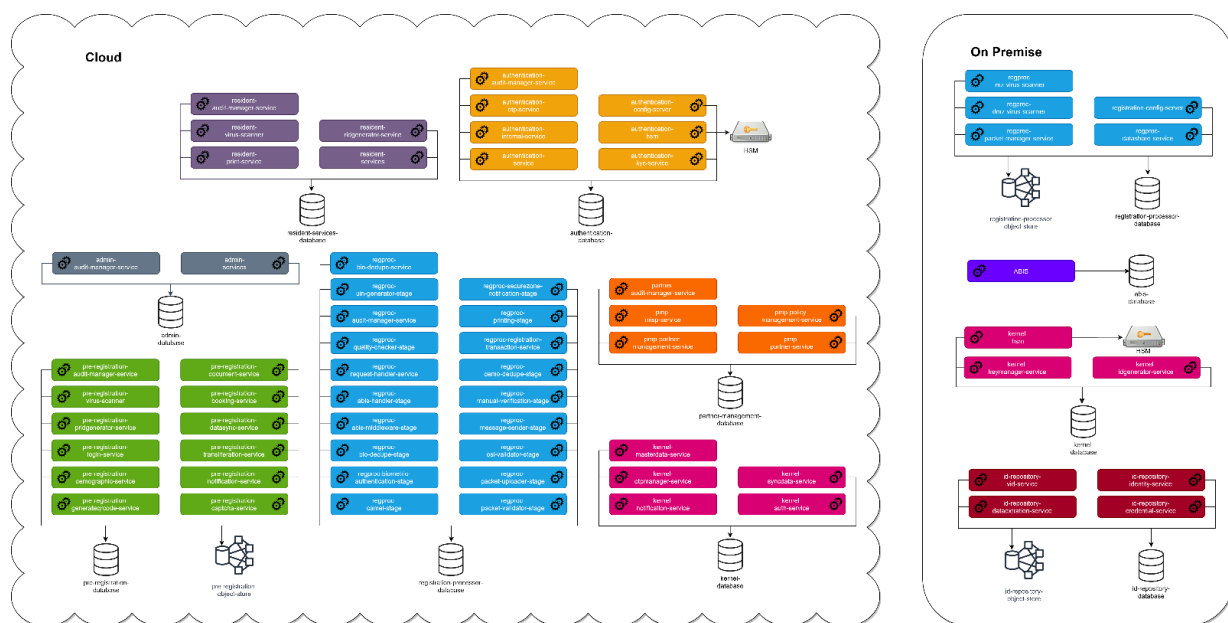 Cloud
resident-
audit-manager-service
resident-
virus-scanner
resident-
print-service
resident-
ridgenerator-service
resident-
services
resident-services-
database
authentication-
audit-manager-service
authentication-
otp-service
authentication-
internal-service
authentication-
service
authentication-
config-server
authentication-
hsm
authentication-
kyc-service
HSM
authentication-
database
admin-
audit-manager-service
admin-
services
admin-
database
pre-registration-
audit-manager-service
pre-registration-
virus-scanner
pre-registration-
pridgenerator-service
pre-registration-
login-service
pre-registration-
demographic-service
pre-registration-
generateqrcode-service
pre-registration-
document-service
pre-registration-
booking-service
pre-registration-
datasync-service
pre-registration-
transliteration-service
pre-registration-
notification-service
pre-registration-
captcha-service
pre-registration-
database
pre-registration
object-store
regproc-
bio-dedupe-service
regproc-
uin-generator-stage
regproc-
audit-manager-service
regproc-
quality-checker-stage
regproc-
request-handler-service
regproc-
abis-handler-stage
regproc-
abis-middleware-stage
regproc-
bio-dedupe-stage
regproc-biometric-
authentication-stage
regproc-
camel-stage
regproc-securezone-
notification-stage
regproc-
printing-stage
regproc-registration-
transaction-service
regproc-
demo-dedupe-stage
regproc-
manual-verification-stage
regproc-
message-sender-stage
regproc-
osi-validator-stage
regproc-
packet-uploader-stage
regproc-
packet-validator-stage
registration-processor-
database
partner
audit-manager-service
pmp
misp-service
pmp-partner
management-service
pmp-policy
management-service
pmp
partner-service
partner-management-
database
kernel-
masterdata-service
kernel-
otpmanager-service
kernel-
notification-service
kernel
syncdata-service
kernel
auth-service
kernel-
database
On Premise
regproc-
dmz-virus-scanner
regproc-
packet-manager-service
registration-config-server
regproc-
datashare-service
registration-processor
object-store
registration-processor-
database
ABIS
abis-
database
kernel
hsm
HSM
kernel
keymanager-service
kernel
idgenerator-service
kernel
database
id-repository-
vid-service
id-repository-
identity-service
id-repository-
credential-service
id-repository-
object-store
id-repository-
database